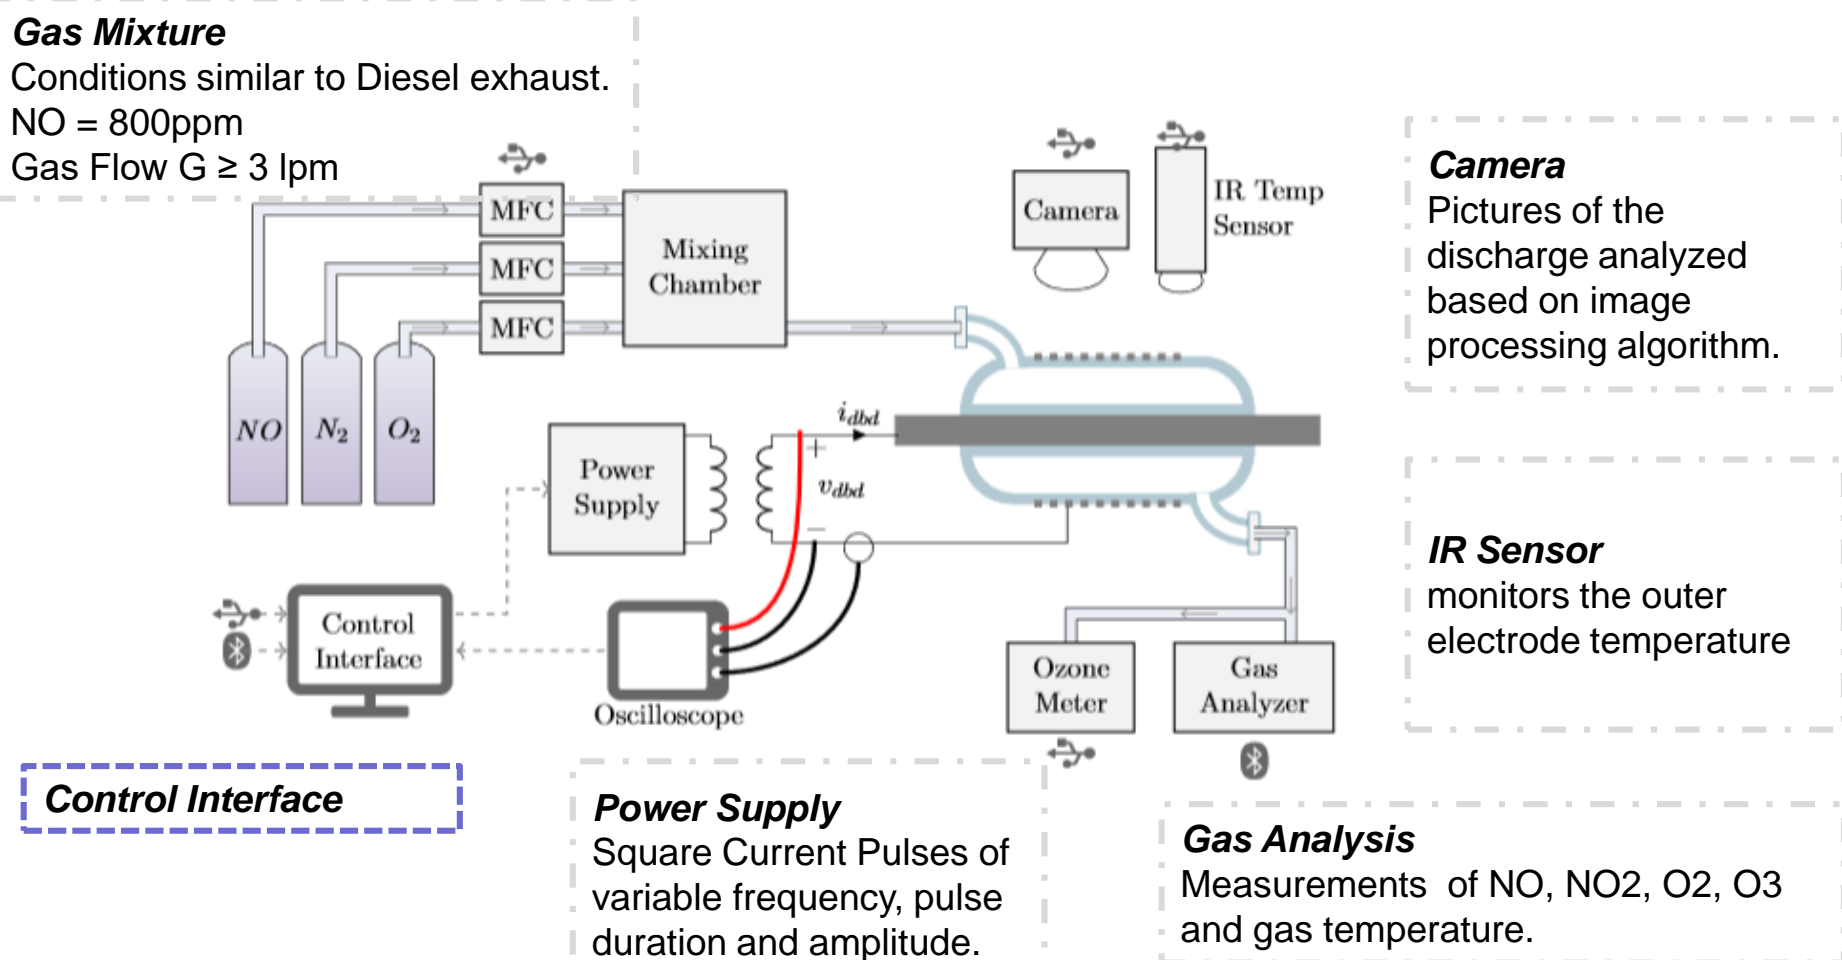 Gas Mixture
Conditions similar to Diesel exhaust.
NO = 800ppm
Gas Flow G ≥ 3 lpm
MFC
MFC
MFC
Mixing
Chamber
Camera
IR Temp
Sensor
NO
N2
O2
Power
Supply
idbd
+
vdbd
−
Control
Interface
Oscilloscope
Ozone
Meter
Gas
Analyzer
Camera
Pictures of the
discharge analyzed
based on image
processing algorithm.
IR Sensor
monitors the outer
electrode temperature
Control Interface
Power Supply
Square Current Pulses of
variable frequency, pulse
duration and amplitude.
Gas Analysis
Measurements  of NO, NO2, O2, O3
and gas temperature.